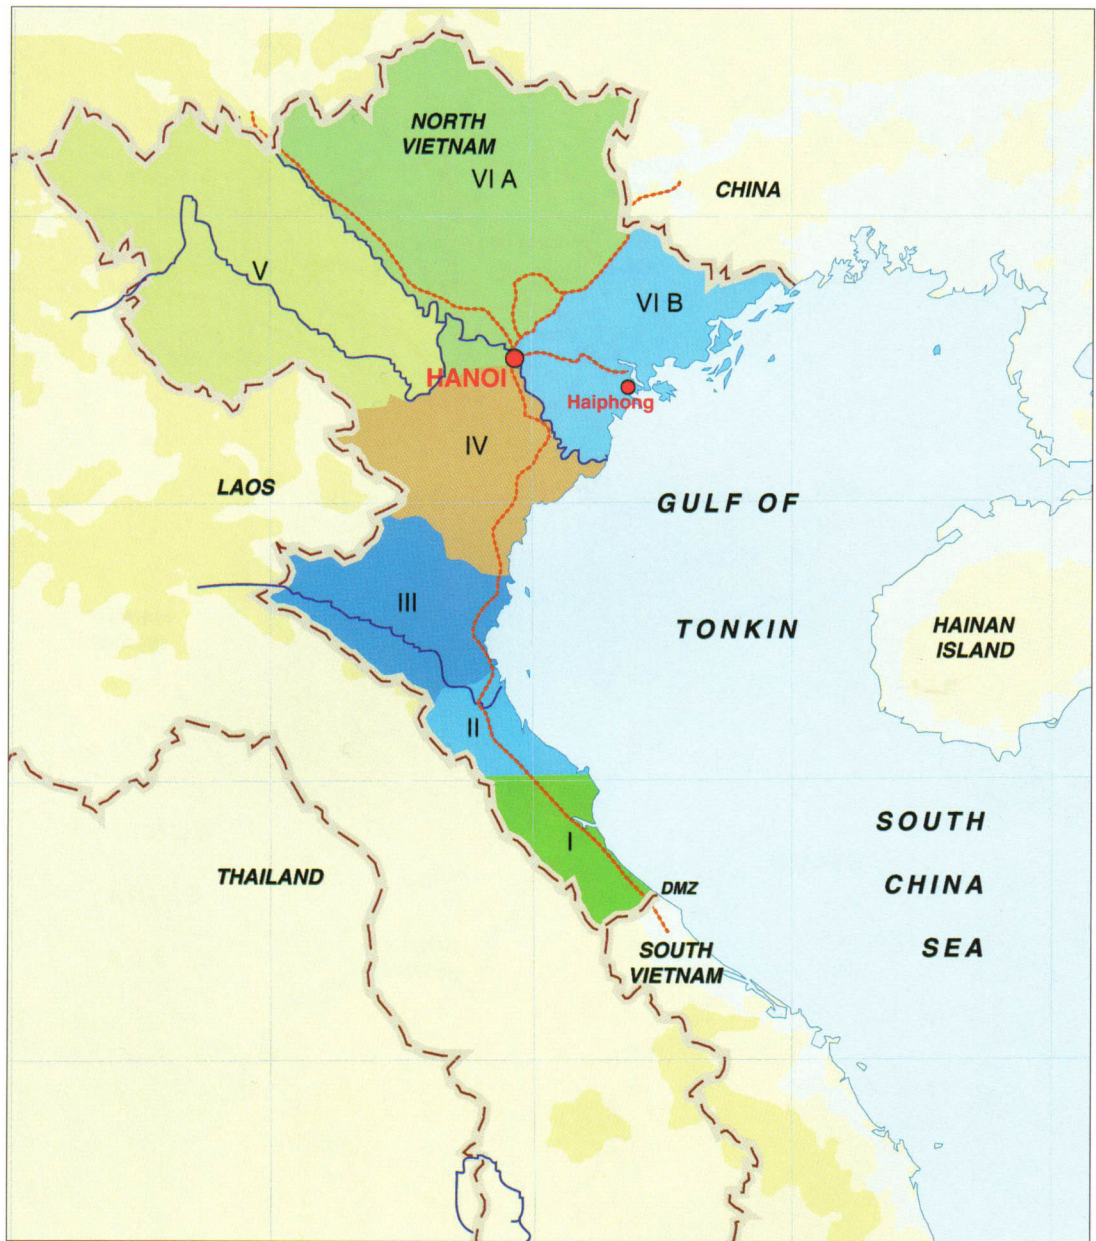 NORTH
VIETNAM
VI A
CHINA
V
VI B
HANOI
Haiphong
IV
LAOS
GULF OF
TONKIN
III
HAINAN
ISLAND
II
SOUTH
CHINA
SEA
I
THAILAND
DMZ
SOUTH
VIETNAM